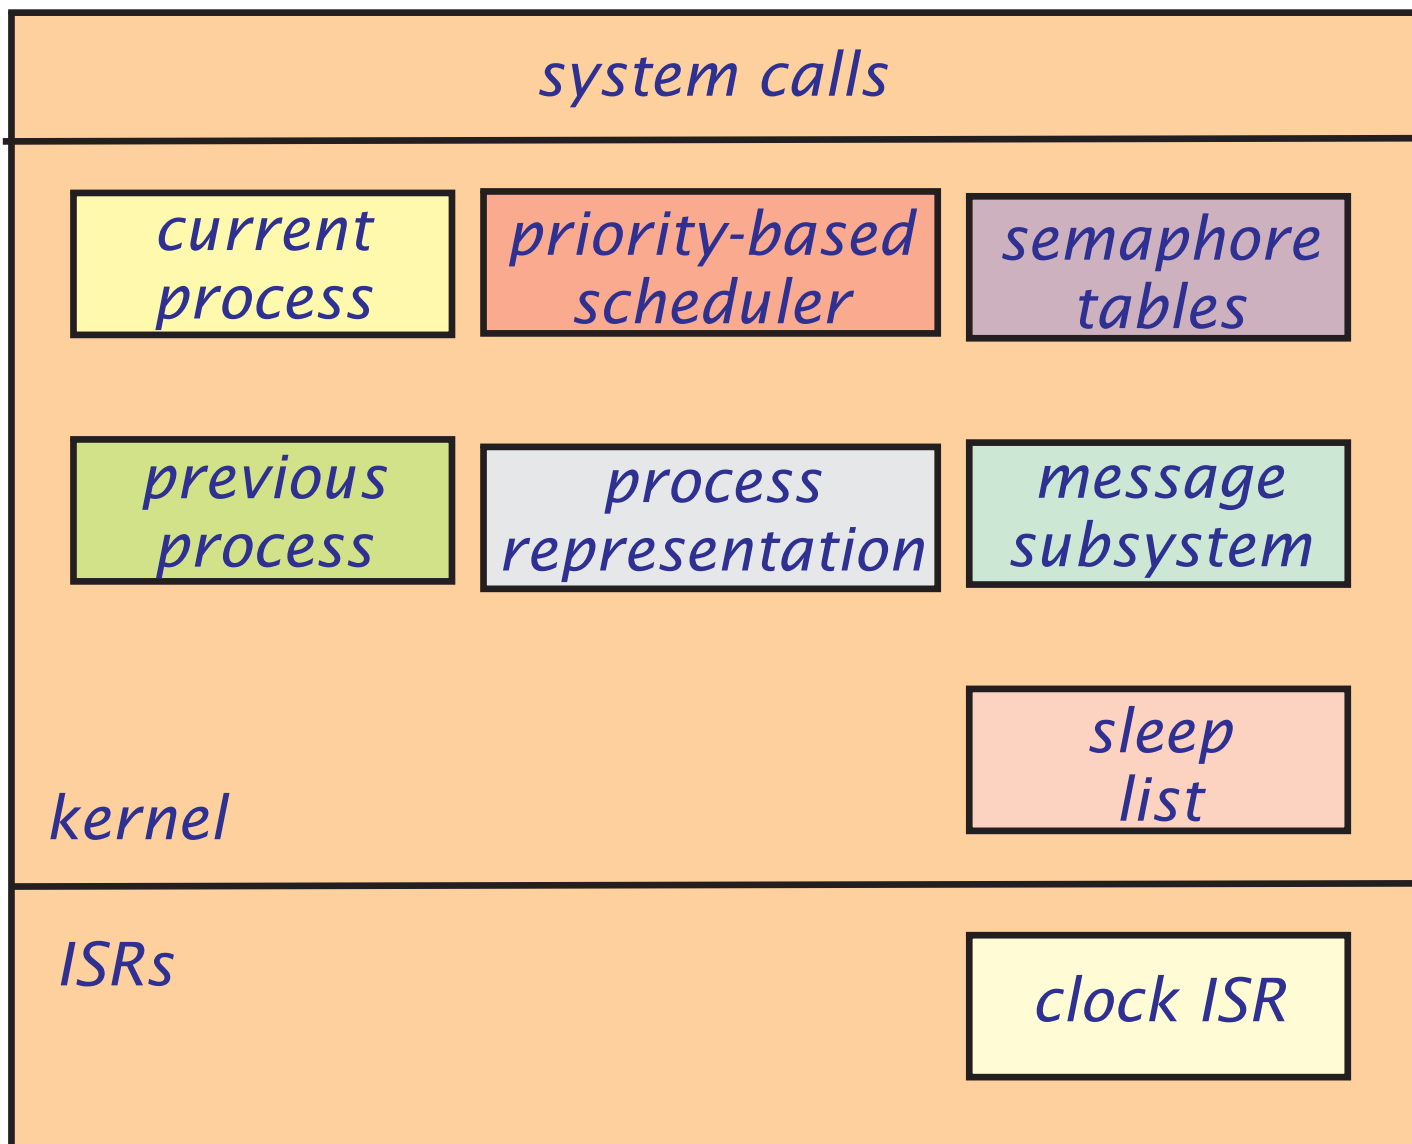 system calls
current
process
priority-based
scheduler
semaphore
tables
previous
process
process
representation
message
subsystem
sleep
list
kernel
ISRs
clock ISR